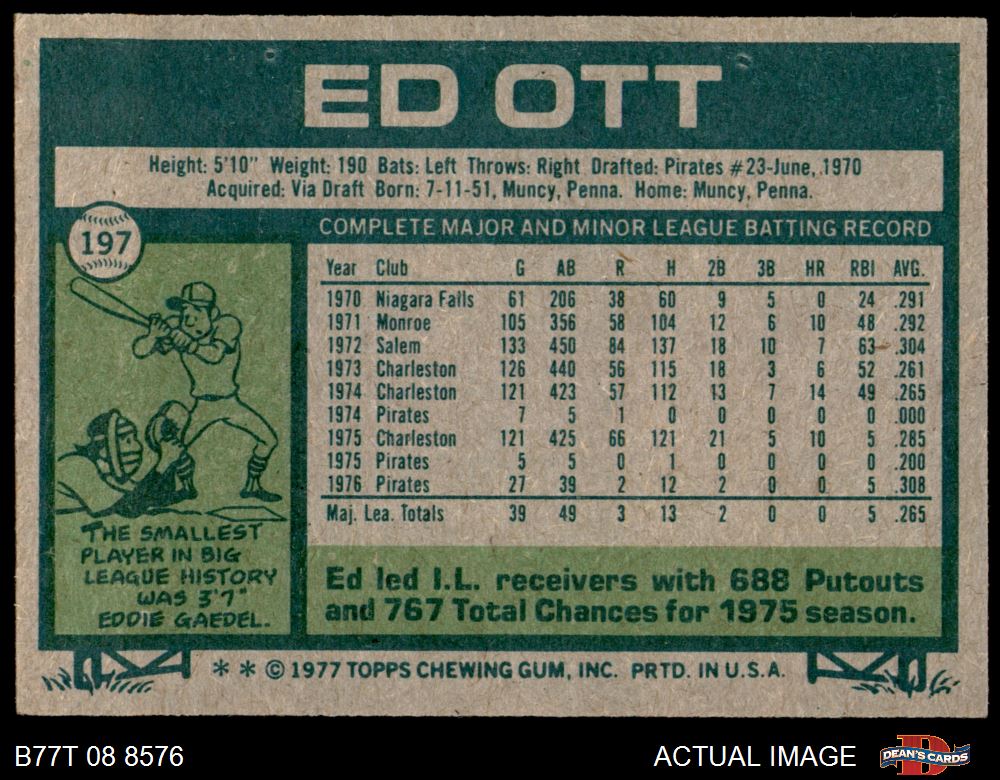 ED OTT
Height: 5'10" Weight: 190 Bats: Left Throws: Right Drafted: Pirates #23-June, 1970
Acquired: Via Draft Born: 7-11-51, Muncy, Penna. Home: Muncy, Penna.
197
COMPLETE MAJOR AND MINOR LEAGUE BATTING RECORD
Year Club G AB R H 2B 3B HR RBI AVG.
1970 Niagara Falls 61 206 38 60 9 5 0 24 .291
1971 Monroe 105 356 58 104 12 6 10 48 .292
1972 Salem 133 450 84 137 18 10 7 63 .304
1973 Charleston 126 440 56 115 18 3 6 52 .261
1974 Charleston 121 423 57 112 13 7 14 49 .265
1974 Pirates 7 5 1 0 0 0 0 0 .000
1975 Charleston 121 425 66 121 21 5 10 5 .285
1975 Pirates 5 5 0 1 0 0 0 0 .200
1976 Pirates 27 39 2 12 2 0 0 5 .308
Maj. Lea. Totals 39 49 3 13 2 0 0 5 .265
THE SMALLEST
PLAYER IN BIG
LEAGUE HISTORY
WAS 3'7"
EDDIE GAEDEL.
Ed led I.L. receivers with 688 Putouts
and 767 Total Chances for 1975 season.
* * © 1977 TOPPS CHEWING GUM, INC. PRTD. IN U.S.A.
B77T 08 8576
ACTUAL IMAGE
DEAN'S CARDS